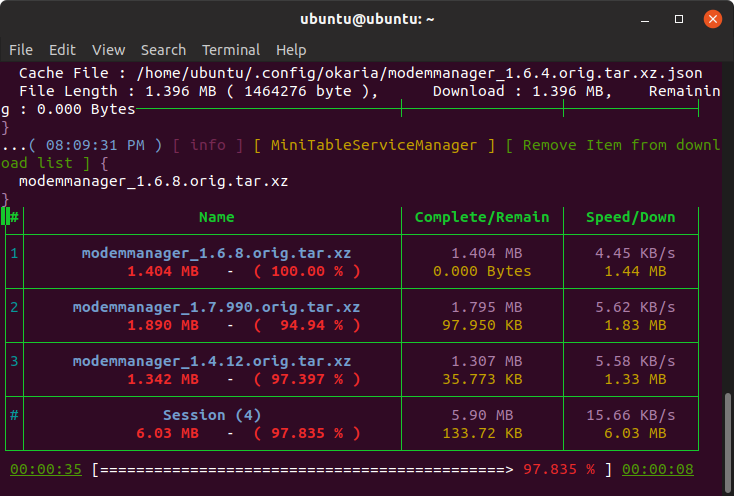 ubuntu@ubuntu: ~
File Edit View Search Terminal Help
Cache File : /home/ubuntu/.config/okaria/modemmanager_1.6.4.orig.tar.xz.json
File Length : 1.396 MB ( 1464276 byte ), Download : 1.396 MB, Remainin
g : 0.000 Bytes
}
...( 08:09:31 PM ) [ info ] [ MiniTableServiceManager ] [ Remove Item from downl
oad list ] {
modemmanager_1.6.8.orig.tar.xz
}
# Name Complete/Remain Speed/Down
1 modemmanager_1.6.8.orig.tar.xz 1.404 MB 4.45 KB/s
1.404 MB - ( 100.00 % ) 0.000 Bytes 1.44 MB
2 modemmanager_1.7.990.orig.tar.xz 1.795 MB 5.62 KB/s
1.890 MB - ( 94.94 % ) 97.950 KB 1.83 MB
3 modemmanager_1.4.12.orig.tar.xz 1.307 MB 5.58 KB/s
1.342 MB - ( 97.397 % ) 35.773 KB 1.33 MB
# Session (4) 5.90 MB 15.66 KB/s
6.03 MB - ( 97.835 % ) 133.72 KB 6.03 MB
00:00:35 [=============================================> 97.835 % ] 00:00:08